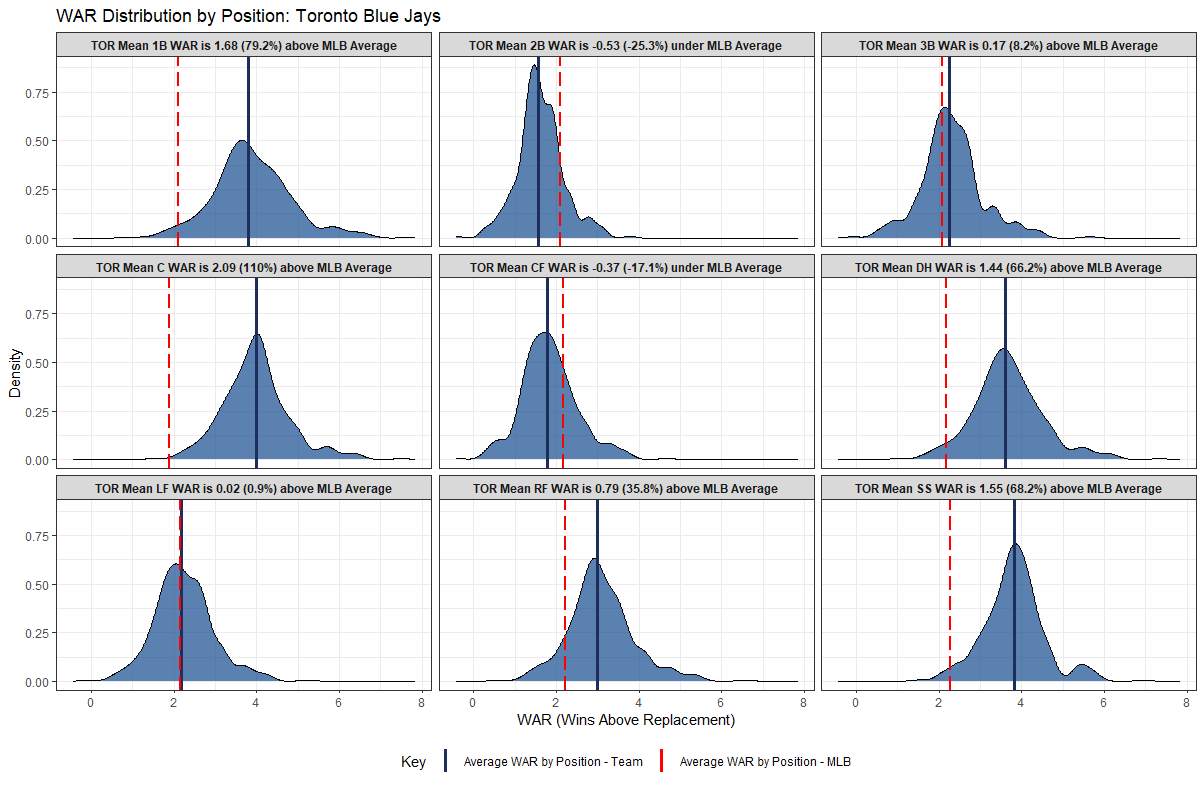 WAR Distribution by Position: Toronto Blue Jays
TOR Mean 1B WAR is 1.68 (79.2%) above MLB Average
TOR Mean 2B WAR is -0.53 (-25.3%) under MLB Average
TOR Mean 3B WAR is 0.17 (8.2%) above MLB Average
0.75
0.50
0.25
0.00
TOR Mean C WAR is 2.09 (110%) above MLB Average
TOR Mean CF WAR is -0.37 (-17.1%) under MLB Average
TOR Mean DH WAR is 1.44 (66.2%) above MLB Average
0.75
0.50
0.25
0.00
Density
TOR Mean LF WAR is 0.02 (0.9%) above MLB Average
TOR Mean RF WAR is 0.79 (35.8%) above MLB Average
TOR Mean SS WAR is 1.55 (68.2%) above MLB Average
0.75
0.50
0.25
0.00
0 2 4 6 8
0 2 4 6 8
0 2 4 6 8
WAR (Wins Above Replacement)
Key
Average WAR by Position - Team
Average WAR by Position - MLB